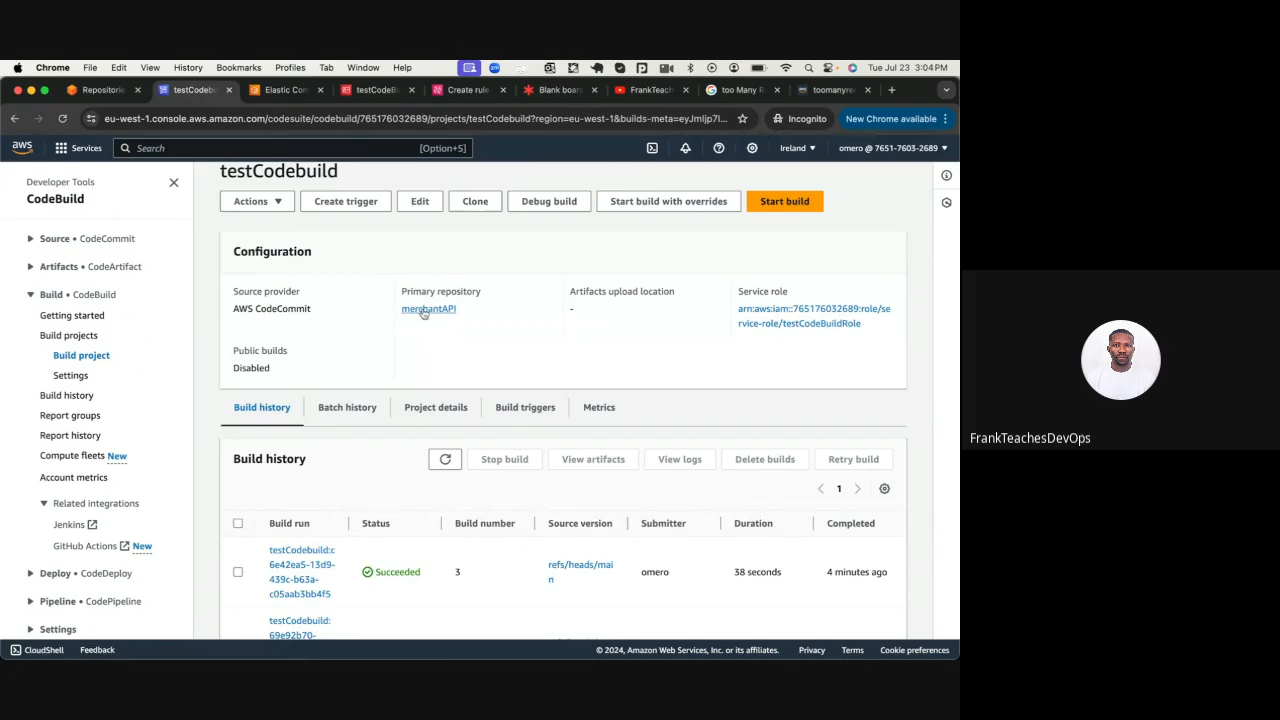 Chrome File Edit View History Bookmarks Profiles Tab Window Help Tue Jul 23 3:04 PM
Repositorie testCodebu Elastic Con testCodeBu Create rule Blank boar FrankTeach too Many R toomanyre
eu-west-1.console.aws.amazon.com/codesuite/codebuild/765176032689/projects/testCodebuild?region=eu-west-1&builds-meta=eyJmIjp7I... Incognito New Chrome available
aws Services Search [Option+S] Ireland omero @ 7651-7603-2689
Developer Tools
CodeBuild
Source • CodeCommit
Artifacts • CodeArtifact
Build • CodeBuild
Getting started
Build projects
Build project
Settings
Build history
Report groups
Report history
Compute fleets New
Account metrics
Related integrations
Jenkins
GitHub Actions New
Deploy • CodeDeploy
Pipeline • CodePipeline
Settings
testCodebuild
Actions Create trigger Edit Clone Debug build Start build with overrides Start build
Configuration
Source provider
AWS CodeCommit
Primary repository
merchantAPI
Artifacts upload location
-
Service role
arn:aws:iam::765176032689:role/se
rvice-role/testCodeBuildRole
Public builds
Disabled
Build history Batch history Project details Build triggers Metrics
Build history
Stop build View artifacts View logs Delete builds Retry build
1
Build run Status Build number Source version Submitter Duration Completed
testCodebuild:c
6e42ea5-13d9-
439c-b63a-
c05aab3bb4f5
Succeeded
3
refs/heads/mai
n
omero
38 seconds
4 minutes ago
testCodebuild:
69e92b70-
CloudShell Feedback © 2024, Amazon Web Services, Inc. or its affiliates. Privacy Terms Cookie preferences
FrankTeachesDevOps